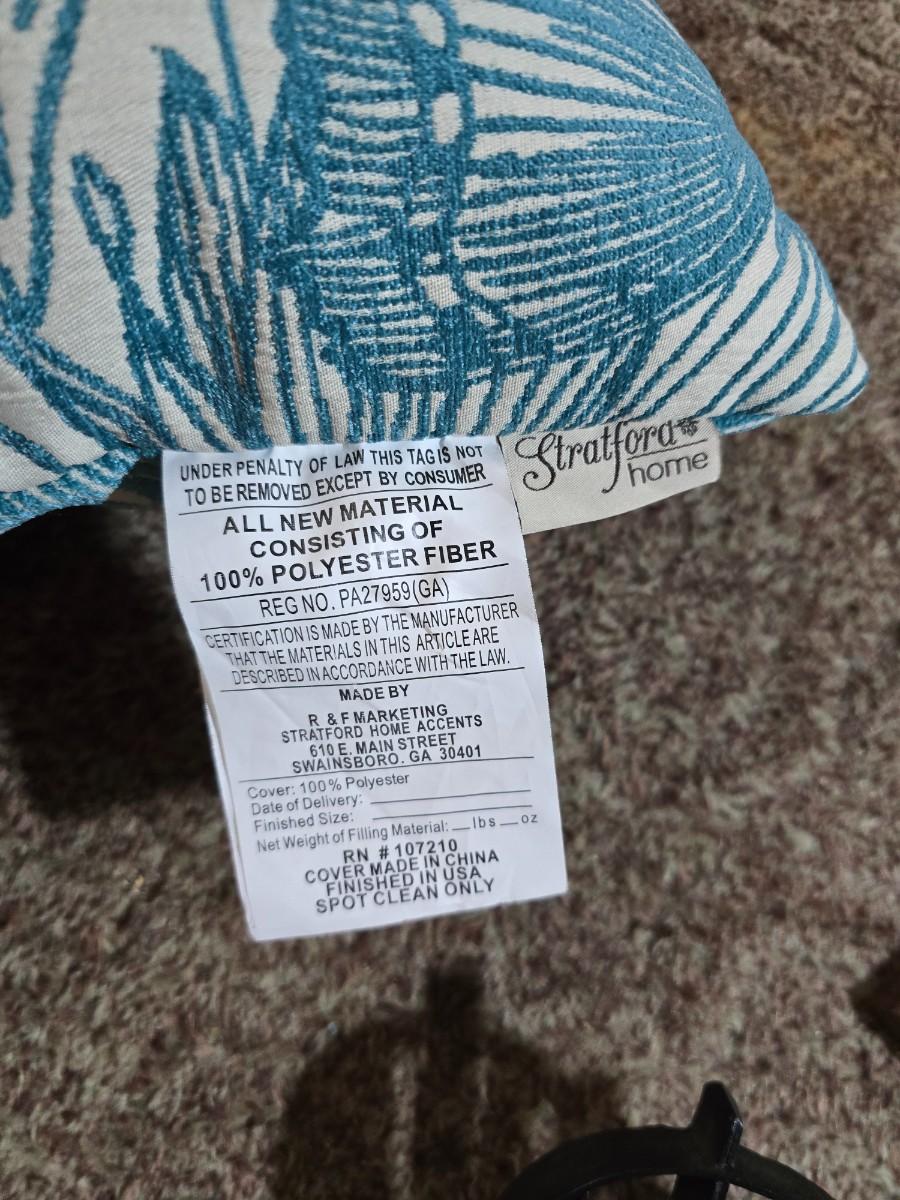 UNDER PENALTY OF LAW THIS TAG IS NOT
TO BE REMOVED EXCEPT BY CONSUMER
ALL NEW MATERIAL
CONSISTING OF
100% POLYESTER FIBER
REG NO. PA27959(GA)
CERTIFICATION IS MADE BY THE MANUFACTURER
THAT THE MATERIALS IN THIS ARTICLE ARE
DESCRIBED IN ACCORDANCE WITH THE LAW.
MADE BY
R & F MARKETING
STRATFORD HOME ACCENTS
610 E. MAIN STREET
SWAINSBORO. GA 30401
Cover: 100% Polyester
Date of Delivery:
Finished Size:
Net Weight of Filling Material: __ lbs __ oz
RN # 107210
COVER MADE IN CHINA
FINISHED IN USA
SPOT CLEAN ONLY
Stratford
home